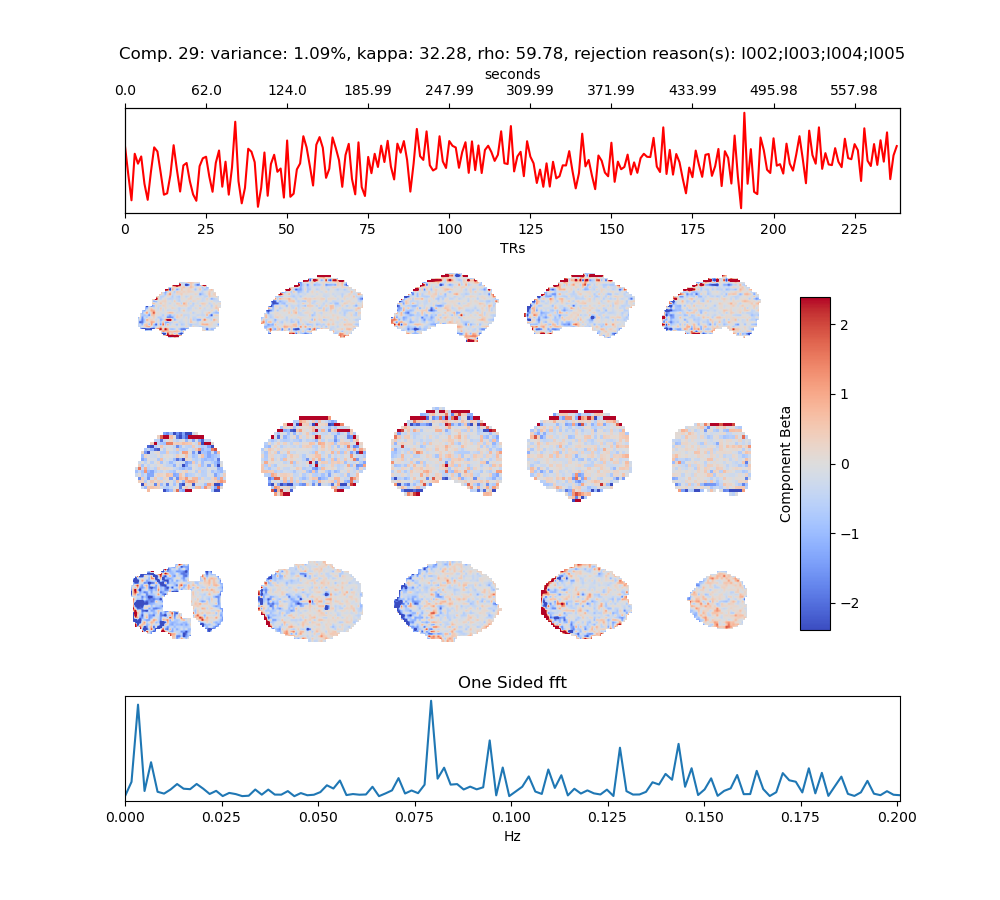 Comp. 29: variance: 1.09%, kappa: 32.28, rho: 59.78, rejection reason(s): I002;I003;I004;I005
seconds
0.0 62.0 124.0 185.99 247.99 309.99 371.99 433.99 495.98 557.98
0 25 50 75 100 125 150 175 200 225
TRs
2
1
0
−1
−2
Component Beta
One Sided fft
0.000 0.025 0.050 0.075 0.100 0.125 0.150 0.175 0.200
Hz